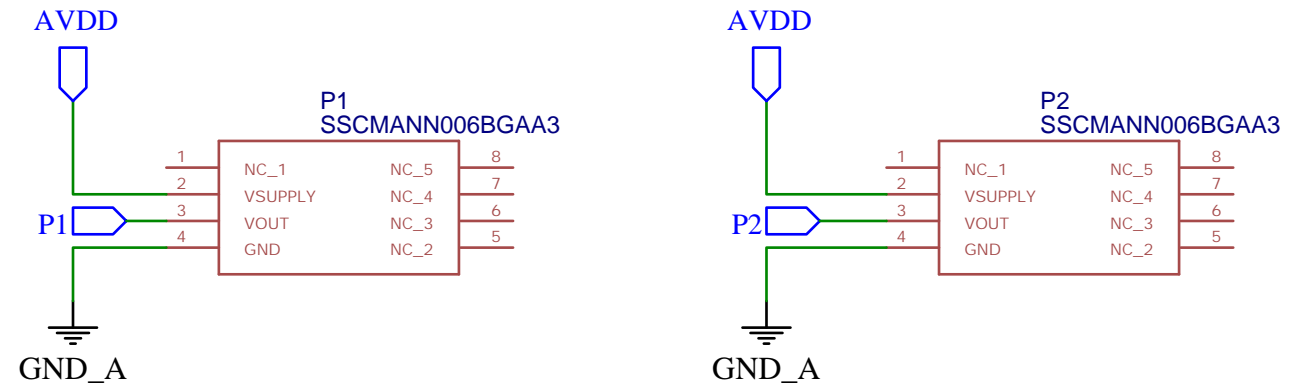 AVDD
P1
SSCMANN006BGAA3
1 NC_1 NC_5 8
2 VSUPPLY NC_4 7
P1 3 VOUT NC_3 6
4 GND NC_2 5
GND_A
AVDD
P2
SSCMANN006BGAA3
1 NC_1 NC_5 8
2 VSUPPLY NC_4 7
P2 3 VOUT NC_3 6
4 GND NC_2 5
GND_A